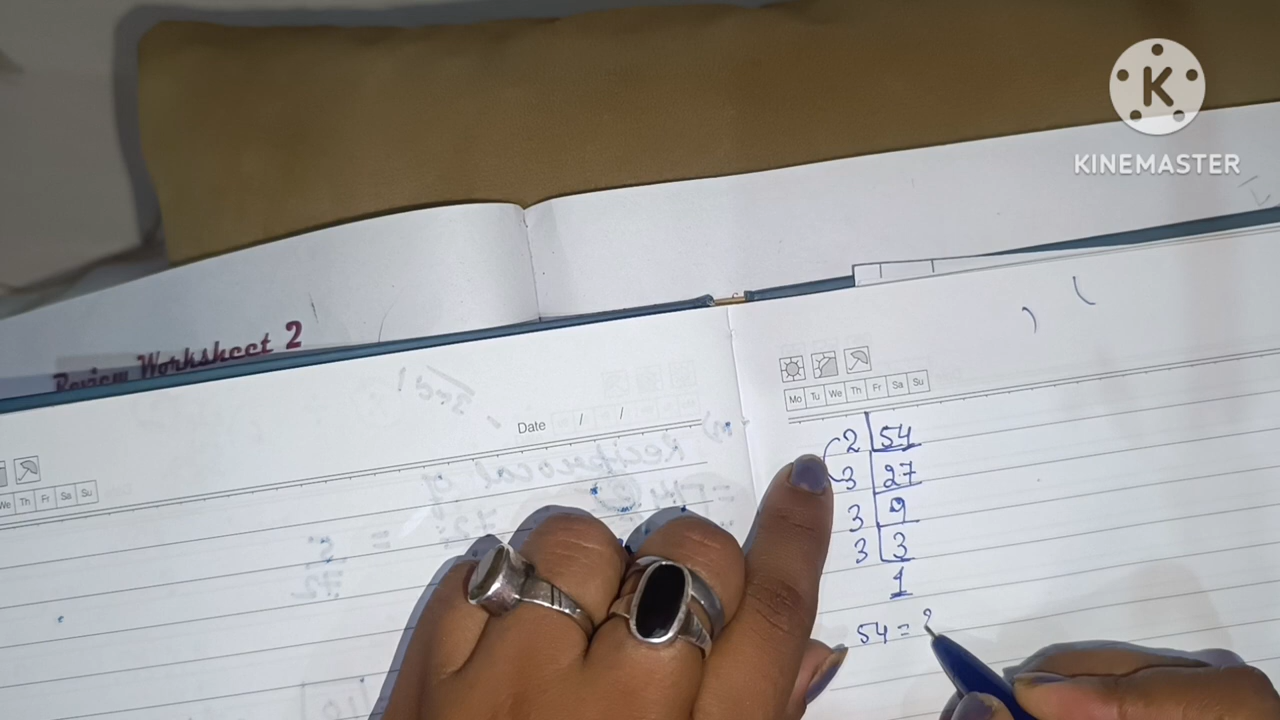 KINEMASTER
Review Worksheet 2
Date / /
We Th Fr Sa Su
Mo Tu We Th Fr Sa Su
2 54
3 27
3 9
3 3
1
54 = 2